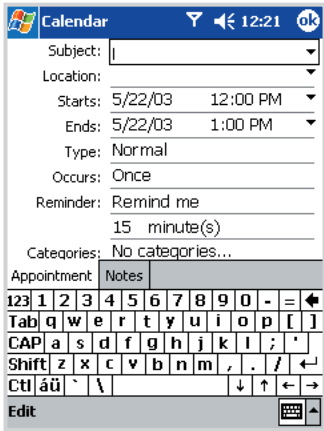 Calendar 12:21 ok
Subject:
Location:
Starts: 5/22/03 12:00 PM
Ends: 5/22/03 1:00 PM
Type: Normal
Occurs: Once
Reminder: Remind me
15 minute(s)
Categories: No categories...
Appointment Notes
123 1 2 3 4 5 6 7 8 9 0 - =
Tab q w e r t y u i o p [ ]
CAP a s d f g h j k l ; '
Shift z x c v b n m , . /
Ctl áü ` \
Edit